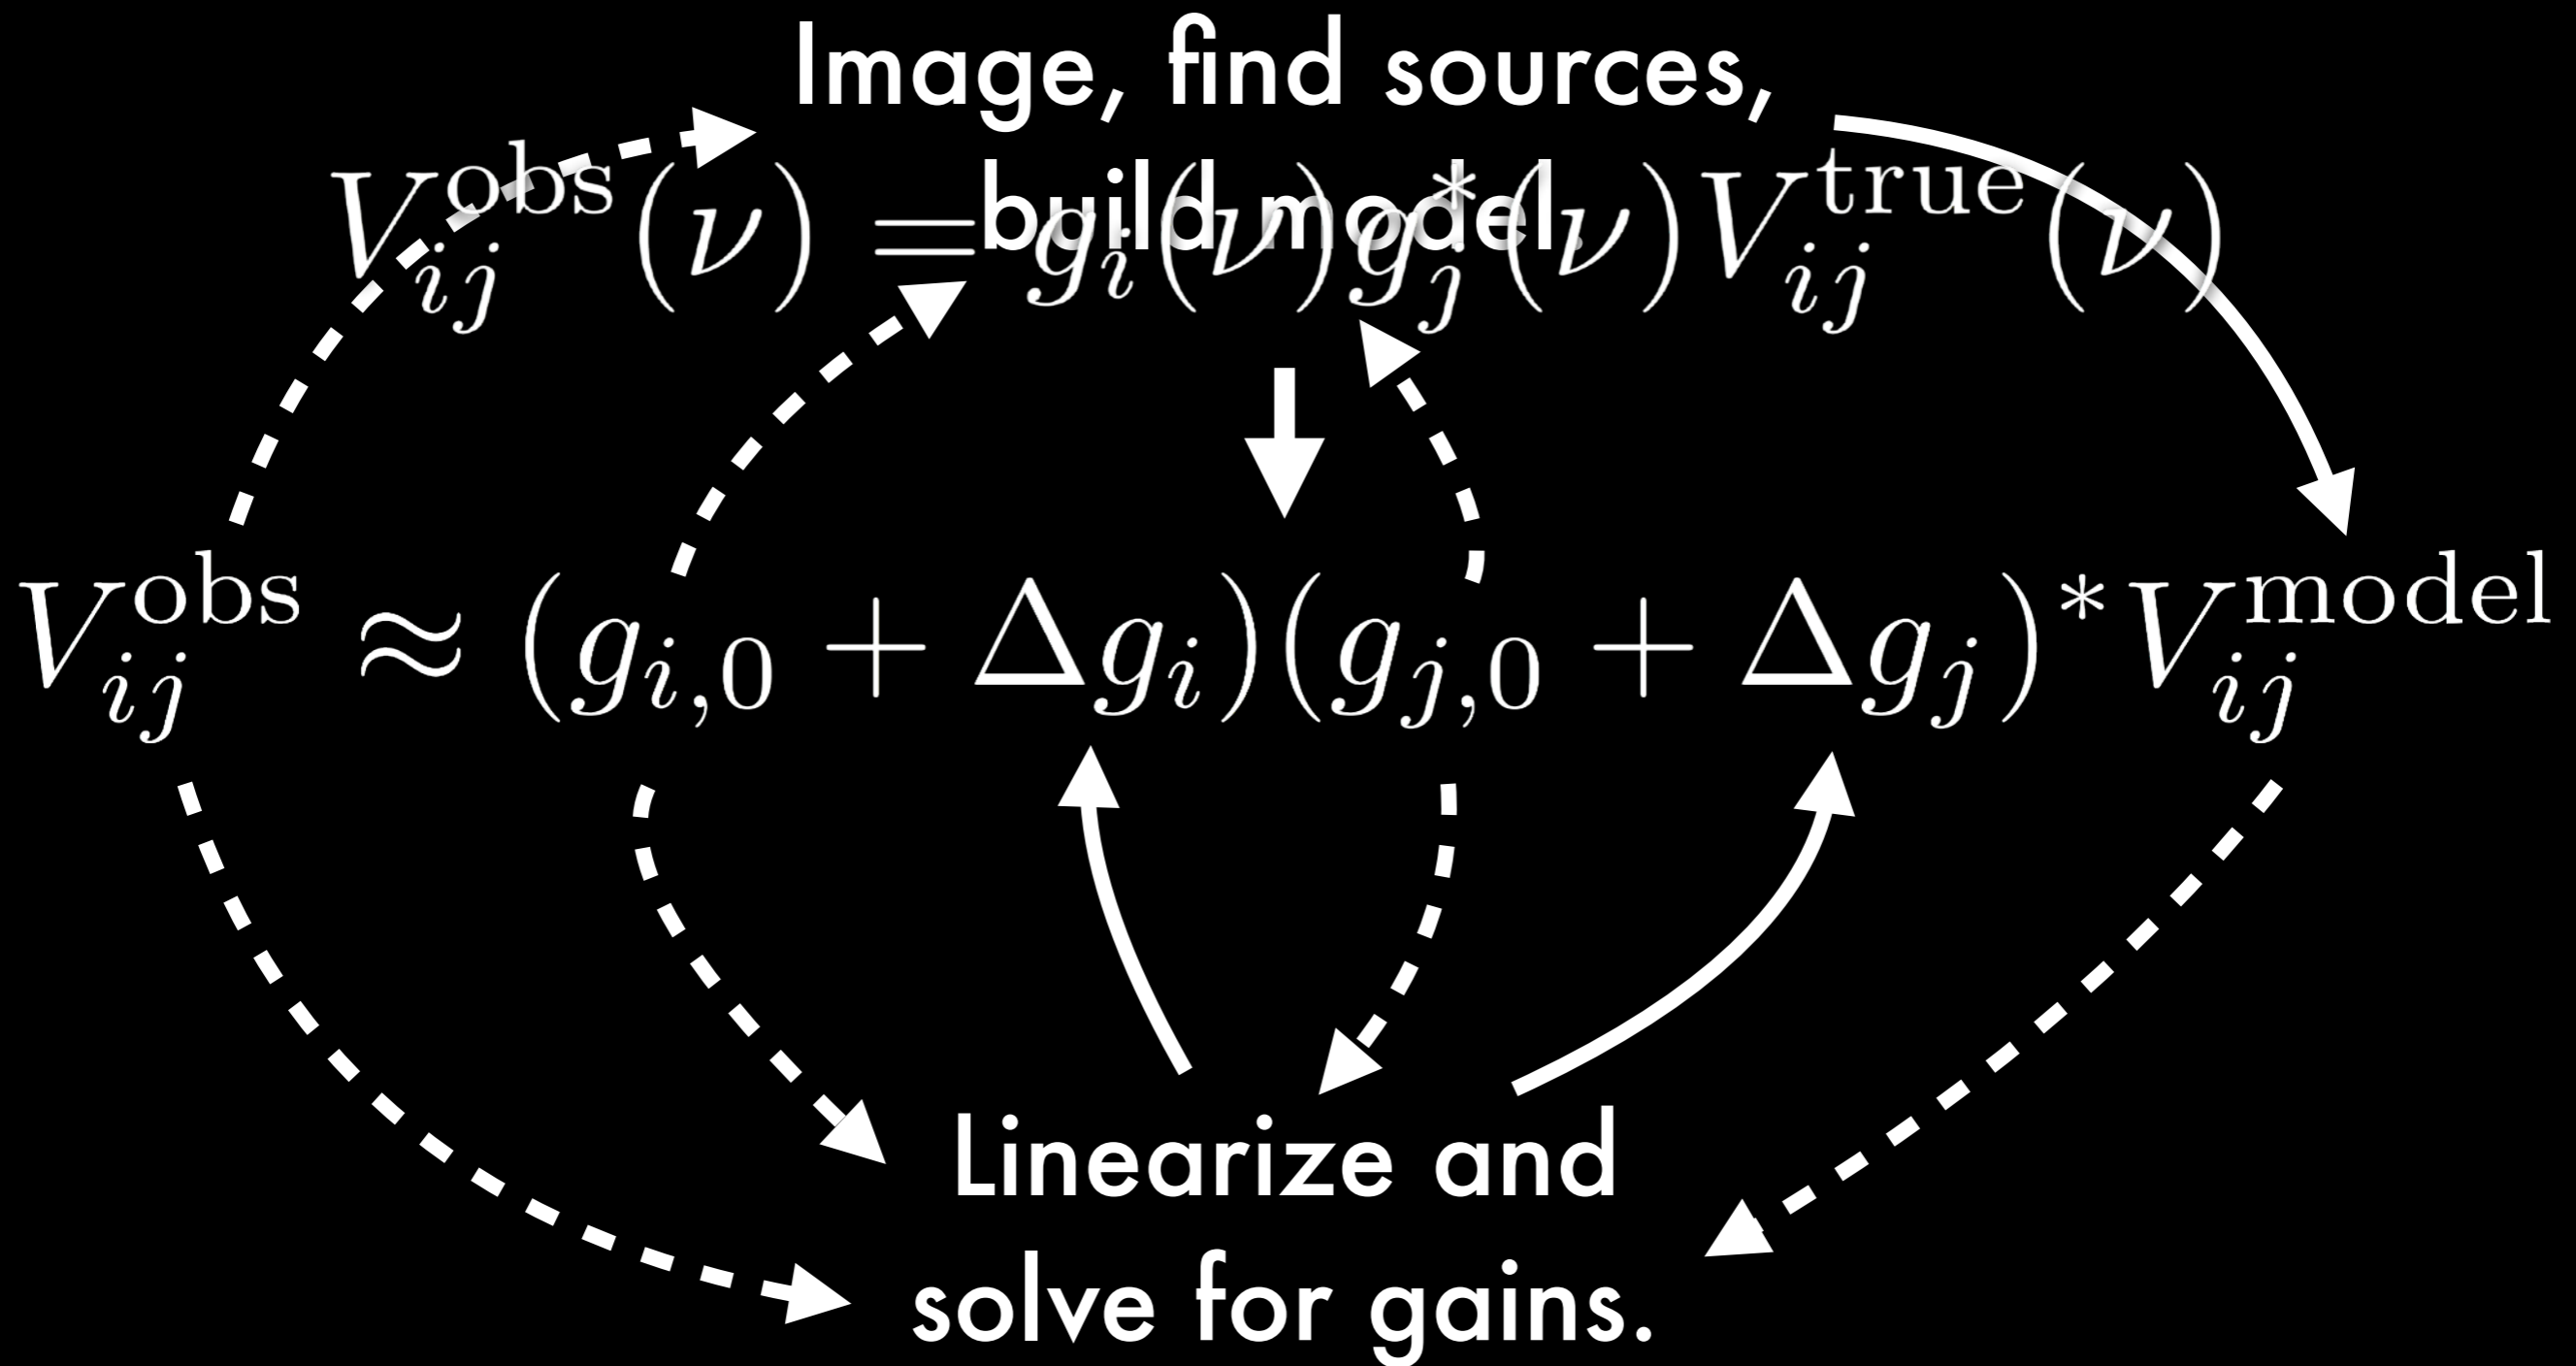 Image, find sources,
build model.
V_{ij}^{obs}(ν) = g_i(ν)g_j^*(ν)V_{ij}^{true}(ν)
V_{ij}^{obs} ≈ (g_{i,0} + Δg_i)(g_{j,0} + Δg_j)^* V_{ij}^{model}
Linearize and
solve for gains.